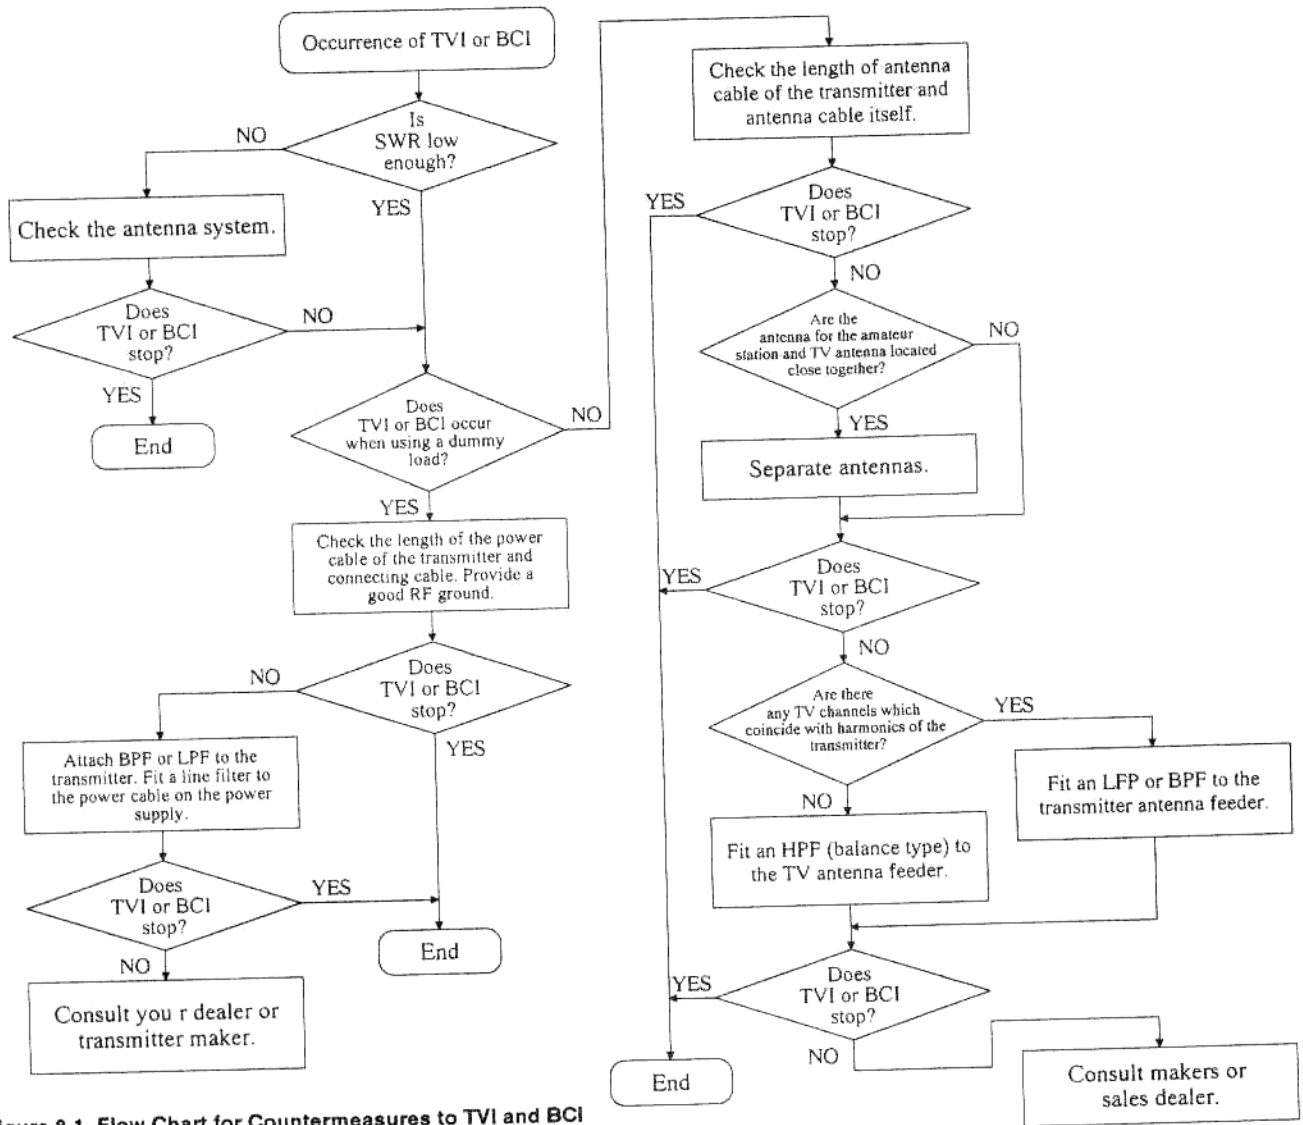 Occurrence of TVI or BCI
Is
SWR low
enough?
NO
YES
Check the antenna system.
Does
TVI or BCI
stop?
NO
YES
End
Does
TVI or BCI occur
when using a dummy
load?
NO
YES
Check the length of the power
cable of the transmitter and
connecting cable. Provide a
good RF ground.
Does
TVI or BCI
stop?
NO
YES
Attach BPF or LPF to the
transmitter. Fit a line filter to
the power cable on the power
supply.
Does
TVI or BCI
stop?
YES
NO
End
Consult you r dealer or
transmitter maker.
Check the length of antenna
cable of the transmitter and
antenna cable itself.
Does
TVI or BCI
stop?
YES
NO
Are the
antenna for the amateur
station and TV antenna located
close together?
NO
YES
Separate antennas.
Does
TVI or BCI
stop?
YES
NO
Are there
any TV channels which
coincide with harmonics of the
transmitter?
YES
NO
Fit an LFP or BPF to the
transmitter antenna feeder.
Fit an HPF (balance type) to
the TV antenna feeder.
Does
TVI or BCI
stop?
YES
NO
End
Consult makers or
sales dealer.
8-1 Flow Chart for Countermeasures to TVI and BCI